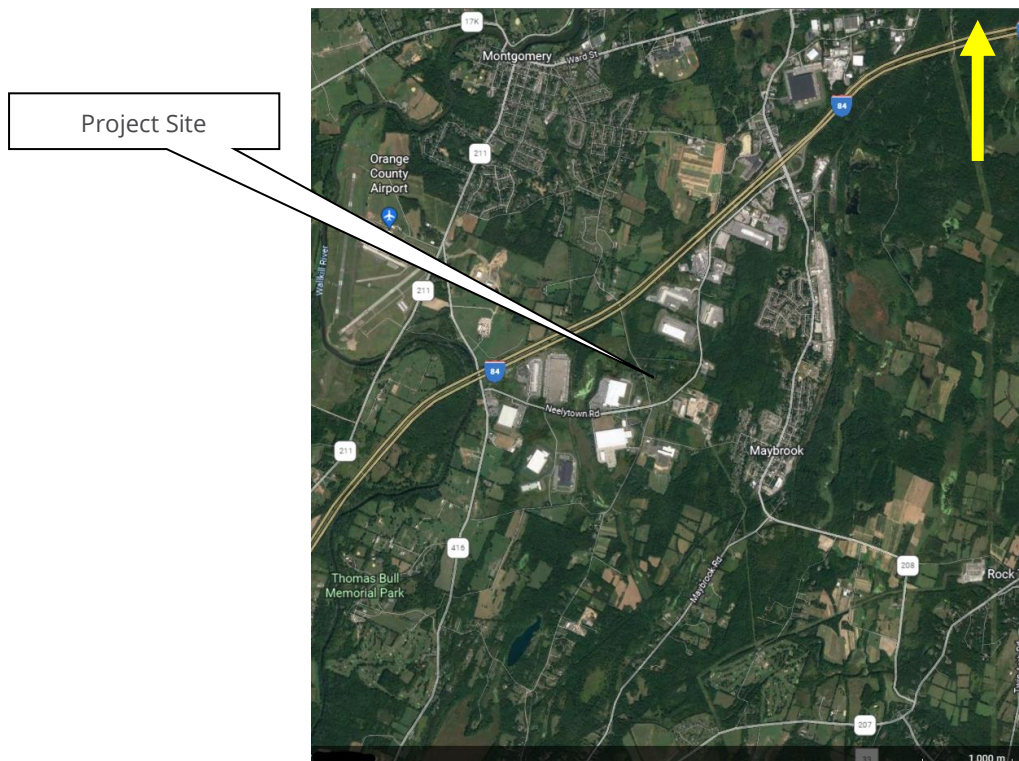 17K
Montgomery
Ward St
84
Project Site
211
Orange
County
Airport
Wallkill River
211
84
Neelytown Rd
211
Maybrook
416
208
Thomas Bull
Memorial Park
Rock
Maybrook Rd
207
1,000 m